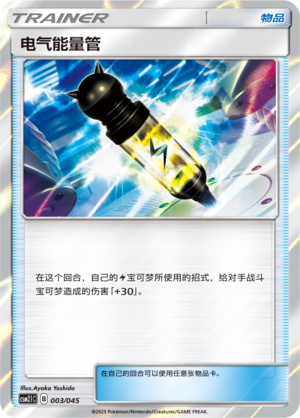 TRAINER 物品
电气能量管
在这个回合，自己的⚡宝可梦所使用的招式，给对手战斗
宝可梦造成的伤害「+30」。
Illus.Ayaka Yoshida
CSM2.1 C B 003/045
在自己的回合可以使用任意张物品卡。
©2023 Pokémon/Nintendo/Creatures/GAME FREAK.